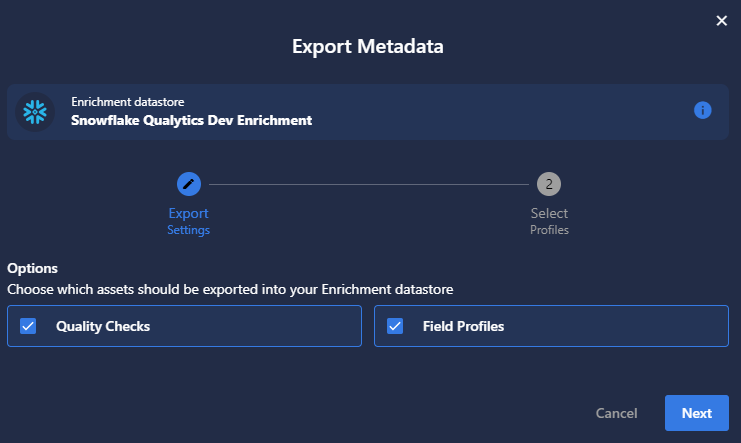 Export Metadata
Enrichment datastore
Snowflake Qualytics Dev Enrichment
2
Export
Settings
Select
Profiles
Options
Choose which assets should be exported into your Enrichment datastore
Quality Checks
Field Profiles
Cancel
Next